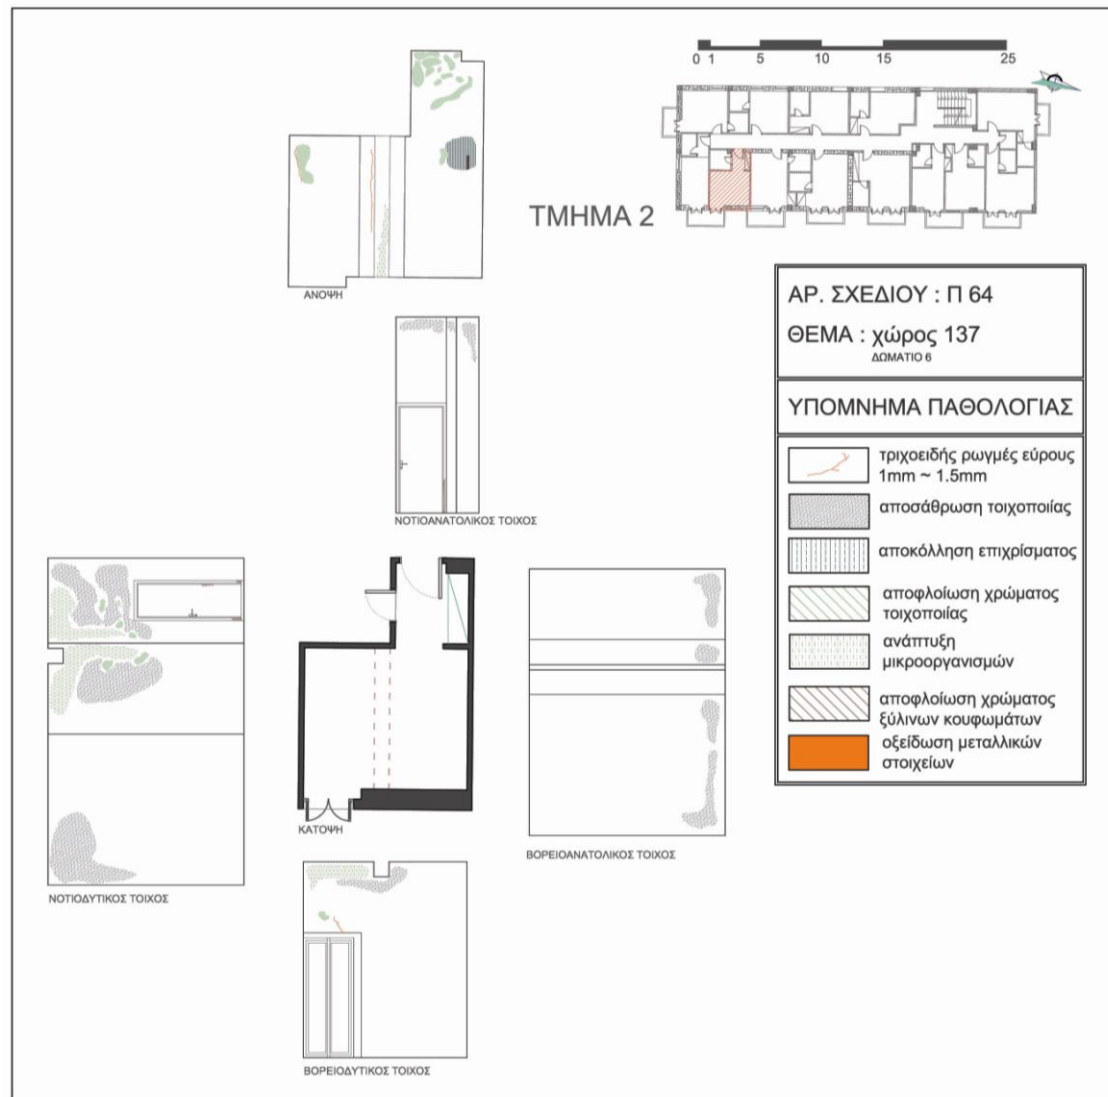 0 1 5 10 15 25
ΤΜΗΜΑ 2
ΑΝΟΨΗ
ΑΡ. ΣΧΕΔΙΟΥ : Π 64
ΘΕΜΑ : χώρος 137
ΔΩΜΑΤΙΟ 6
ΥΠΟΜΝΗΜΑ ΠΑΘΟΛΟΓΙΑΣ
τριχοειδής ρωγμές εύρους
1mm ~ 1.5mm
αποσάθρωση τοιχοποιίας
αποκόλληση επιχρίσματος
αποφλοίωση χρώματος
τοιχοποιίας
ανάπτυξη
μικροοργανισμών
αποφλοίωση χρώματος
ξύλινων κουφωμάτων
οξείδωση μεταλλικών
στοιχείων
ΝΟΤΙΟΑΝΑΤΟΛΙΚΟΣ ΤΟΙΧΟΣ
ΚΑΤΟΨΗ
ΒΟΡΕΙΟΑΝΑΤΟΛΙΚΟΣ ΤΟΙΧΟΣ
ΝΟΤΙΟΔΥΤΙΚΟΣ ΤΟΙΧΟΣ
ΒΟΡΕΙΟΔΥΤΙΚΟΣ ΤΟΙΧΟΣ